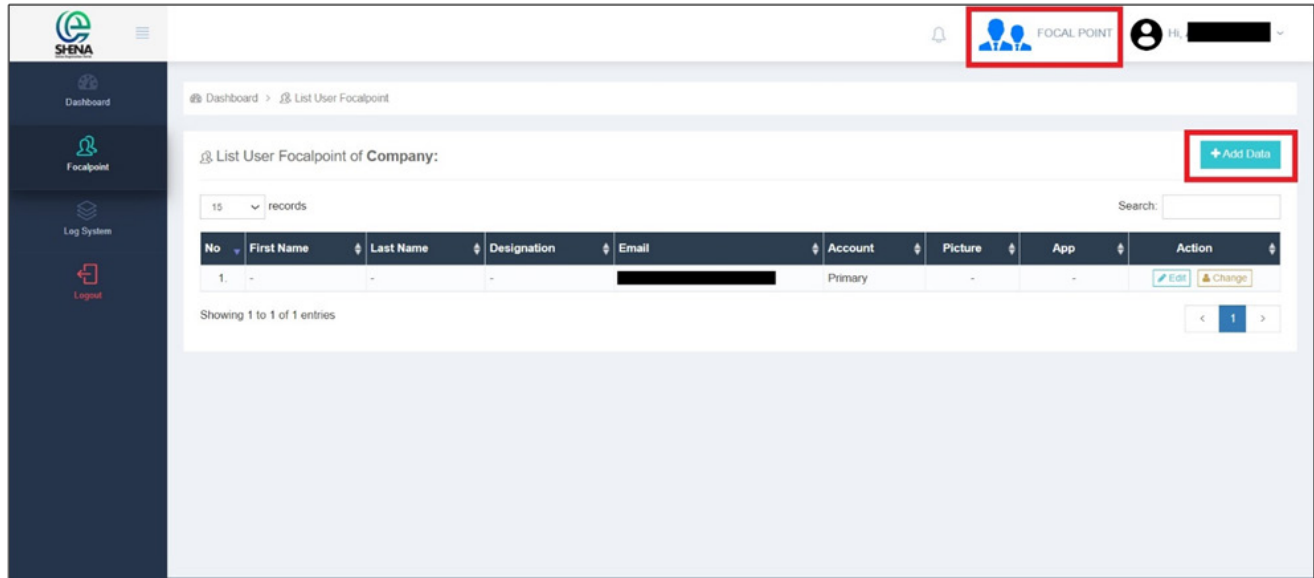 SHENA
FOCAL POINT
Hi,
Dashboard
Focalpoint
Log System
Logout
Dashboard > List User Focalpoint
List User Focalpoint of Company:
+ Add Data
15 records
Search:
No First Name Last Name Designation Email Account Picture App Action
1. - - - Primary - - Edit Change
Showing 1 to 1 of 1 entries
< 1 >